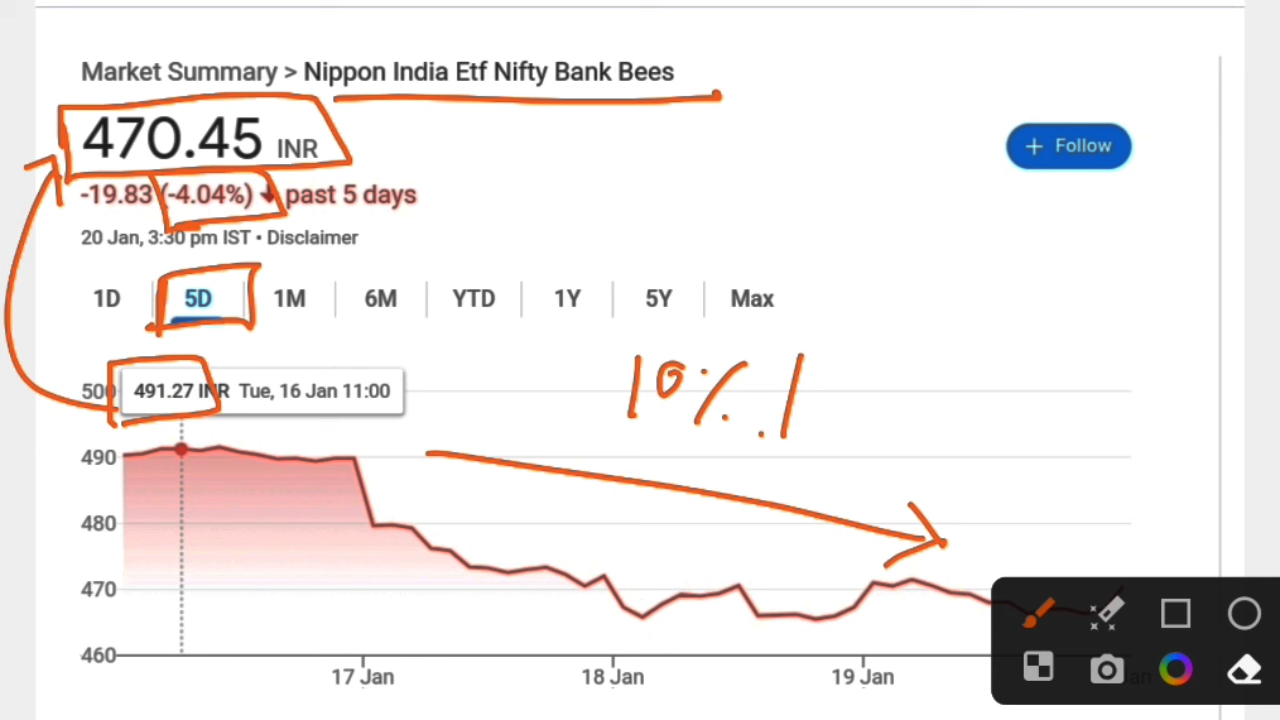 Market Summary > Nippon India Etf Nifty Bank Bees
470.45 INR
+ Follow
-19.83 (-4.04%) ↓ past 5 days
20 Jan, 3:30 pm IST • Disclaimer
1D 5D 1M 6M YTD 1Y 5Y Max
500 491.27 INR Tue, 16 Jan 11:00
10%./
490
480
470
460
17 Jan 18 Jan 19 Jan